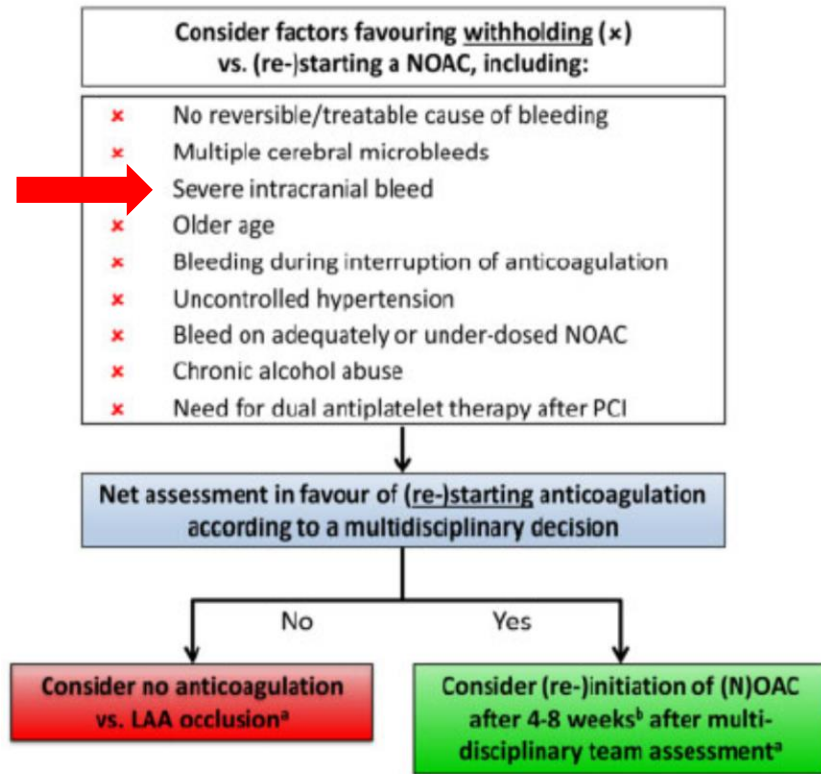 Consider factors favouring withholding (×)
vs. (re-)starting a NOAC, including:
× No reversible/treatable cause of bleeding
× Multiple cerebral microbleeds
Severe intracranial bleed
× Older age
× Bleeding during interruption of anticoagulation
× Uncontrolled hypertension
× Bleed on adequately or under-dosed NOAC
× Chronic alcohol abuse
× Need for dual antiplatelet therapy after PCI
Net assessment in favour of (re-)starting anticoagulation
according to a multidisciplinary decision
No
Yes
Consider no anticoagulation
vs. LAA occlusionᵃ
Consider (re-)initiation of (N)OAC
after 4-8 weeksᵇ after multi-
disciplinary team assessmentᵃ